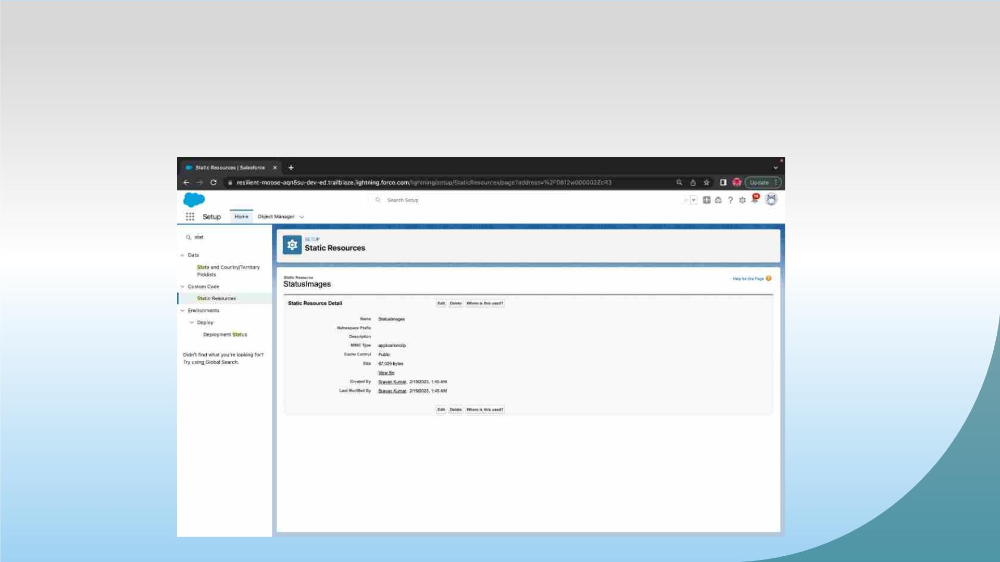 Static Resources | Salesforce
resilient-moose-aqn5su-dev-ed.trailblaze.lightning.force.com/lightning/setup/StaticResources/page?address=%2F0812w000002ZcR3
Update
Search Setup
Setup
Home
Object Manager
stat
Data
State and Country/Territory
Picklists
Custom Code
Static Resources
Environments
Deploy
Deployment Status
Didn't find what you're looking for?
Try using Global Search.
SETUP
Static Resources
Static Resource
StatusImages
Help for this Page
Static Resource Detail
Edit Delete Where is this used?
Name StatusImages
Namespace Prefix
Description
MIME Type application/zip
Cache Control Public
Size 57,029 bytes
View file
Created By Sravan Kumar, 2/15/2023, 1:45 AM
Last Modified By Sravan Kumar, 2/15/2023, 1:45 AM
Edit Delete Where is this used?